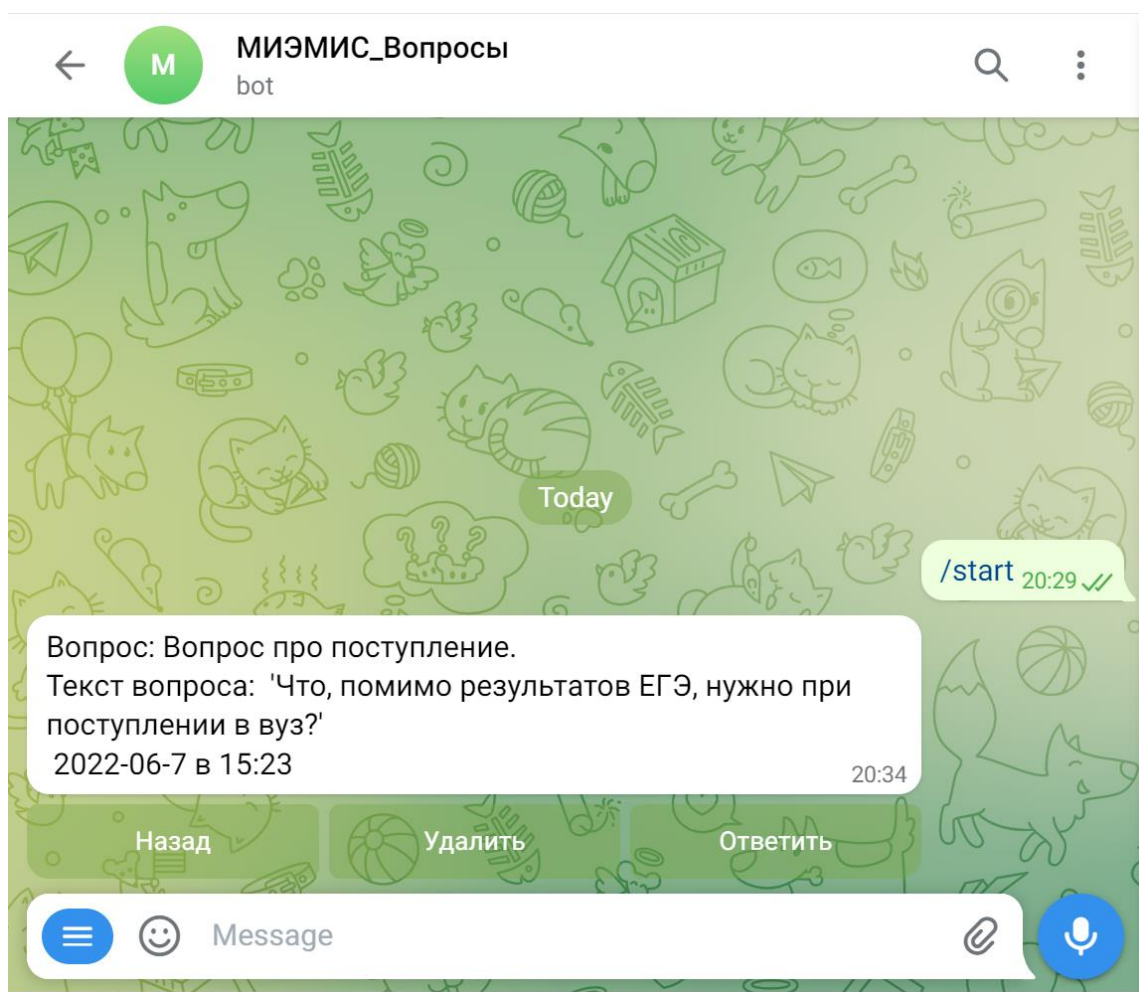 М
МИЭМИС_Вопросы
bot
Today
/start 20:29
Вопрос: Вопрос про поступление.
Текст вопроса:  'Что, помимо результатов ЕГЭ, нужно при
поступлении в вуз?'
2022-06-7 в 15:23
20:34
Назад Удалить Ответить
Message